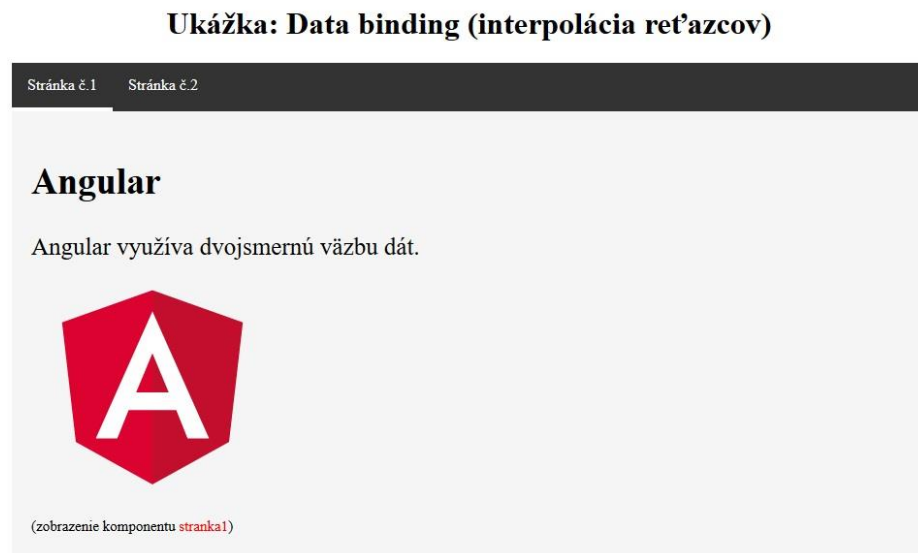 Ukážka: Data binding (interpolácia reťazcov)
Stránka č.1 Stránka č.2
Angular
Angular využíva dvojsmernú väzbu dát.
A
(zobrazenie komponentu stranka1)